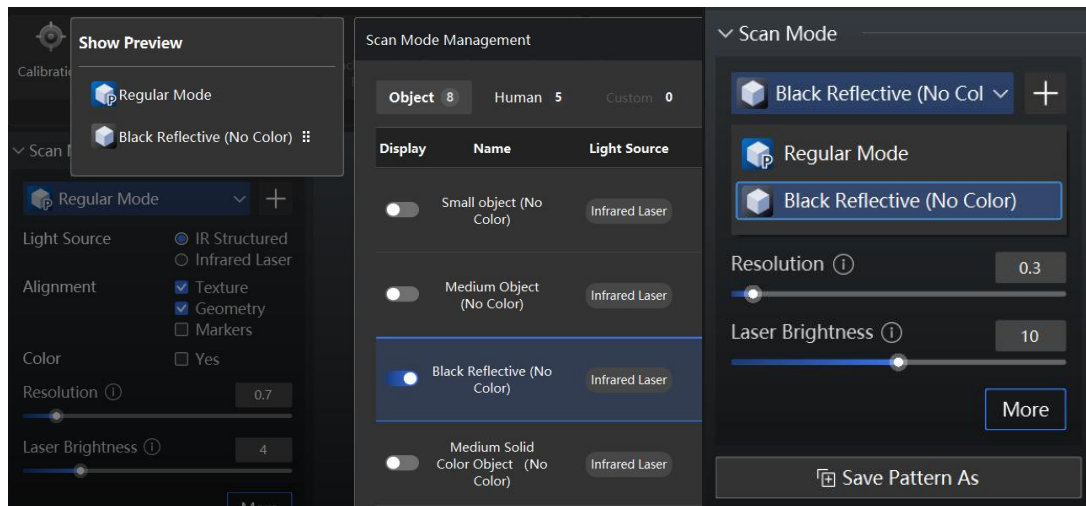 Show Preview
Regular Mode
Black Reflective (No Color)
Scan Mode
Regular Mode
Light Source
IR Structured
Infrared Laser
Alignment
Texture
Geometry
Markers
Color
Yes
Resolution
0.7
Laser Brightness
4
More
Scan Mode Management
Object 8
Human 5
Custom 0
Display Name Light Source
Small object (No
Color)
Infrared Laser
Medium Object
(No Color)
Infrared Laser
Black Reflective (No
Color)
Infrared Laser
Medium Solid
Color Object (No
Color)
Infrared Laser
Scan Mode
Black Reflective (No Col
Regular Mode
Black Reflective (No Color)
Resolution
0.3
Laser Brightness
10
More
Save Pattern As